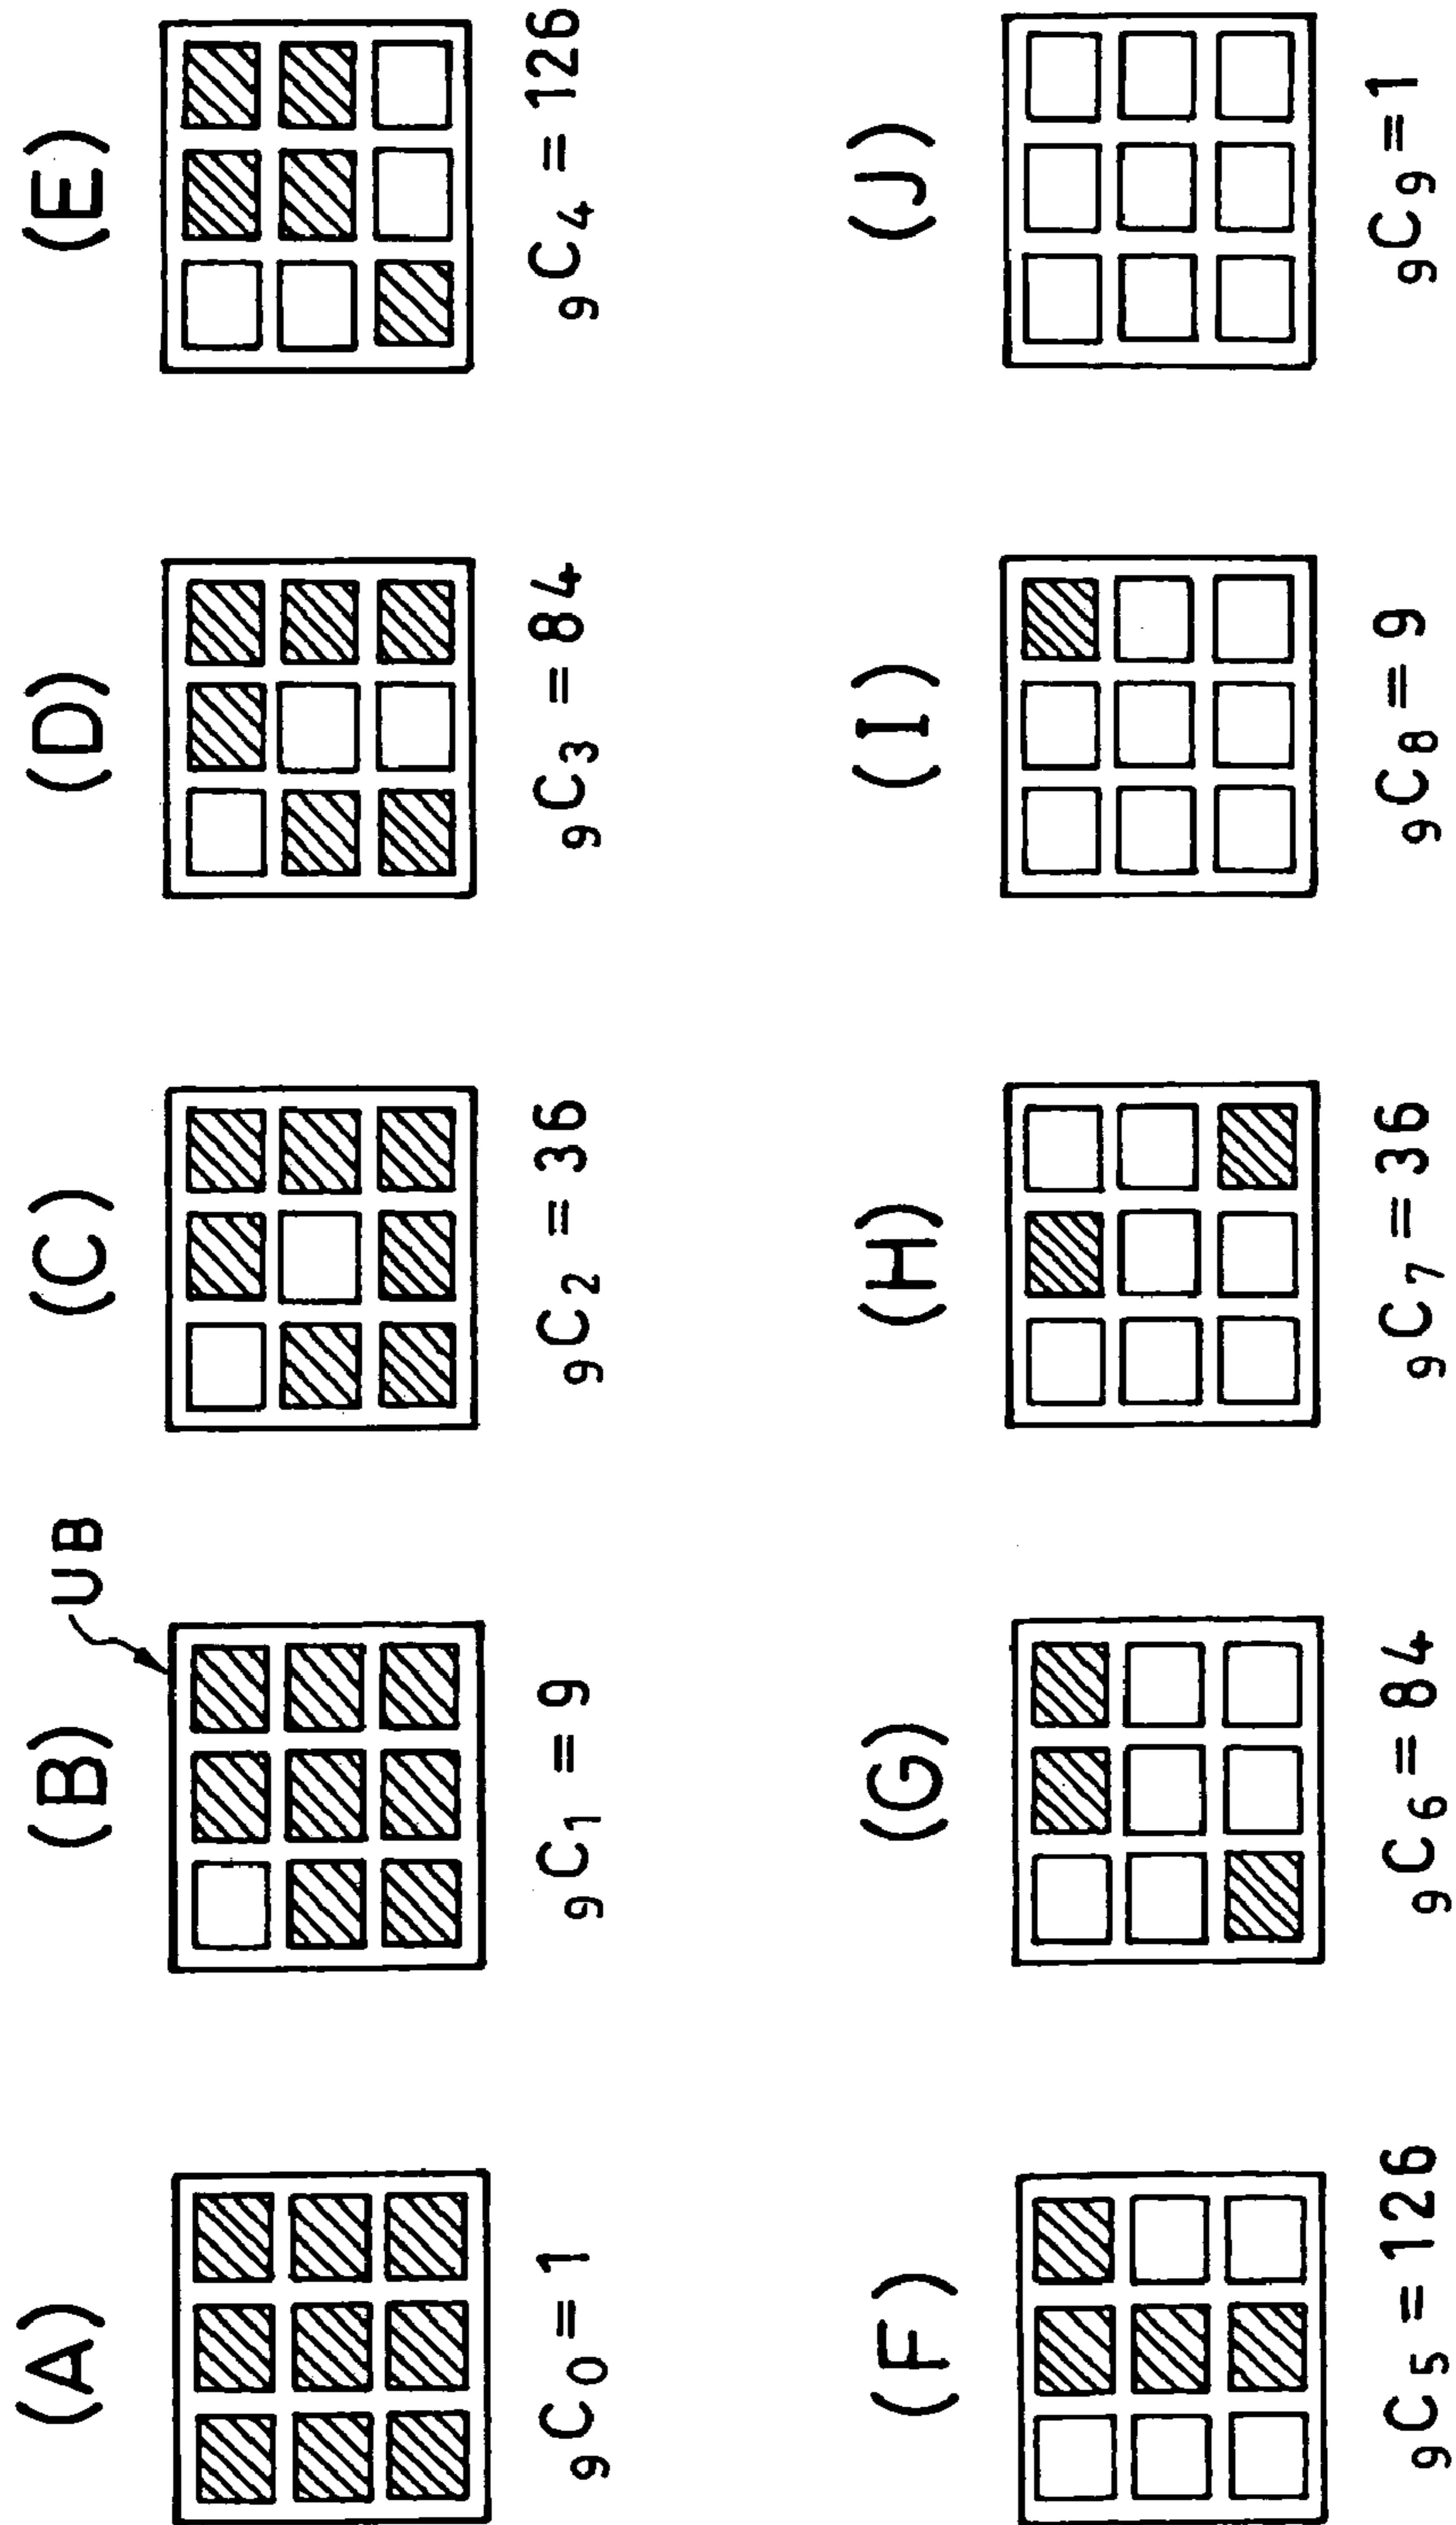 (A)
(B)
UB
(C)
(D)
(E)
₉C₀ = 1
₉C₁ = 9
₉C₂ = 36
₉C₃ = 84
₉C₄ = 126
(F)
(G)
(H)
(I)
(J)
₉C₅ = 126
₉C₆ = 84
₉C₇ = 36
₉C₈ = 9
₉C₉ = 1